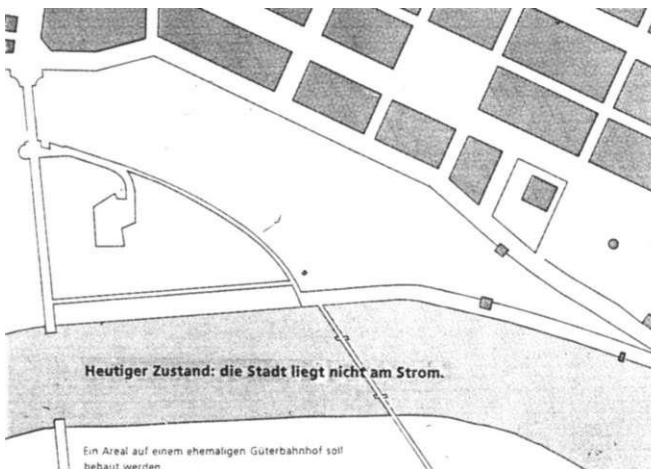 Heutiger Zustand: die Stadt liegt nicht am Strom.
Ein Areal auf einem ehemaligen Güterbahnhof soll
bebaut werden